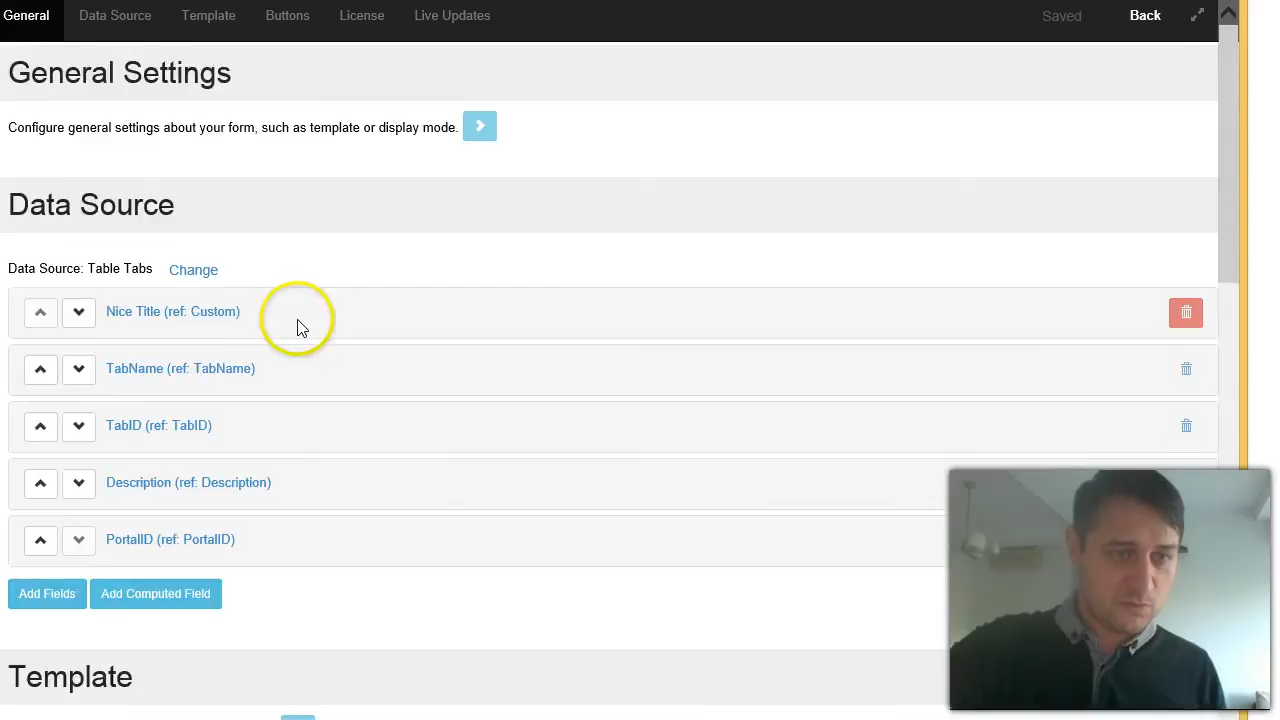 General Data Source Template Buttons License Live Updates Saved Back
General Settings
Configure general settings about your form, such as template or display mode.
Data Source
Data Source: Table Tabs Change
Nice Title (ref: Custom)
TabName (ref: TabName)
TabID (ref: TabID)
Description (ref: Description)
PortalID (ref: PortalID)
Add Fields Add Computed Field
Template